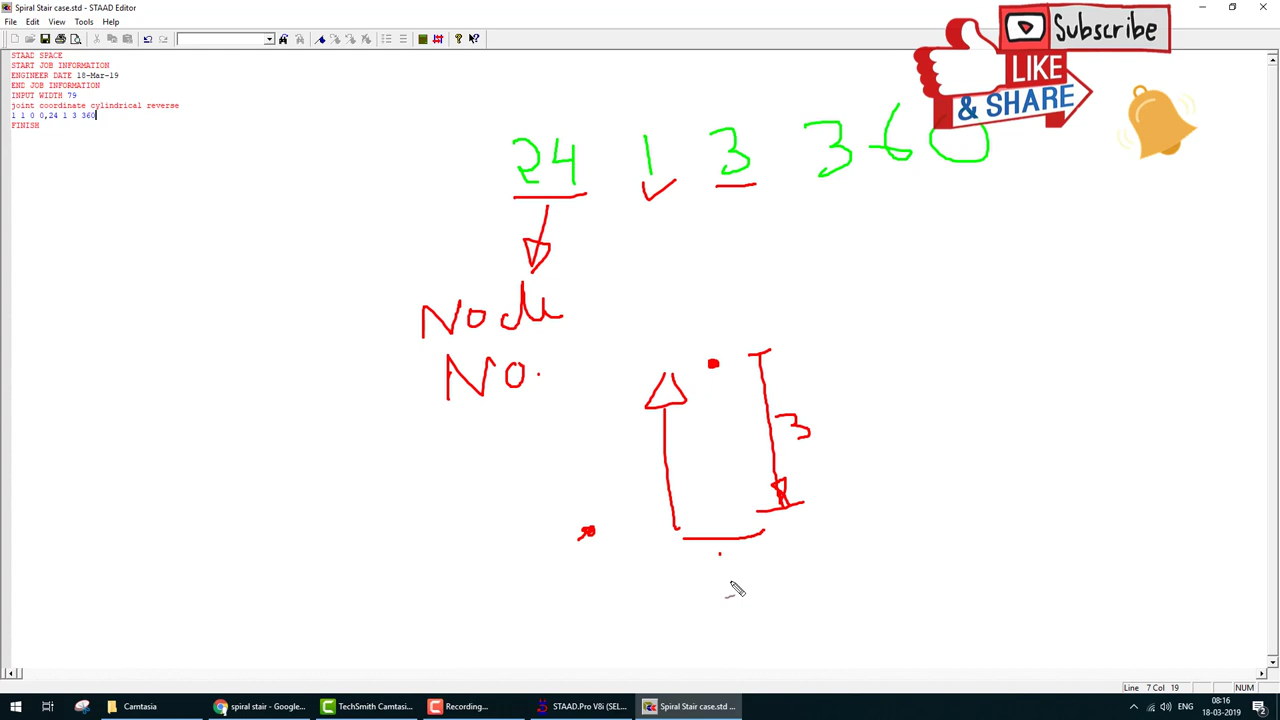 Spiral Stair case.std - STAAD Editor
File Edit View Tools Help
STAAD SPACE
START JOB INFORMATION
ENGINEER DATE 18-Mar-19
END JOB INFORMATION
INPUT WIDTH 79
joint coordinate cylindrical reverse
1 1 0 0,24 1 3 360
FINISH
Subscribe
LIKE
& SHARE
24 1 3 360
Node
No.
3
Line 7 Col 19 NUM
Camtasia
spiral stair - Google...
TechSmith Camtasi...
Recording...
STAAD.Pro V8i (SEL...
Spiral Stair case.std ...
ENG
08:16
18-03-2019